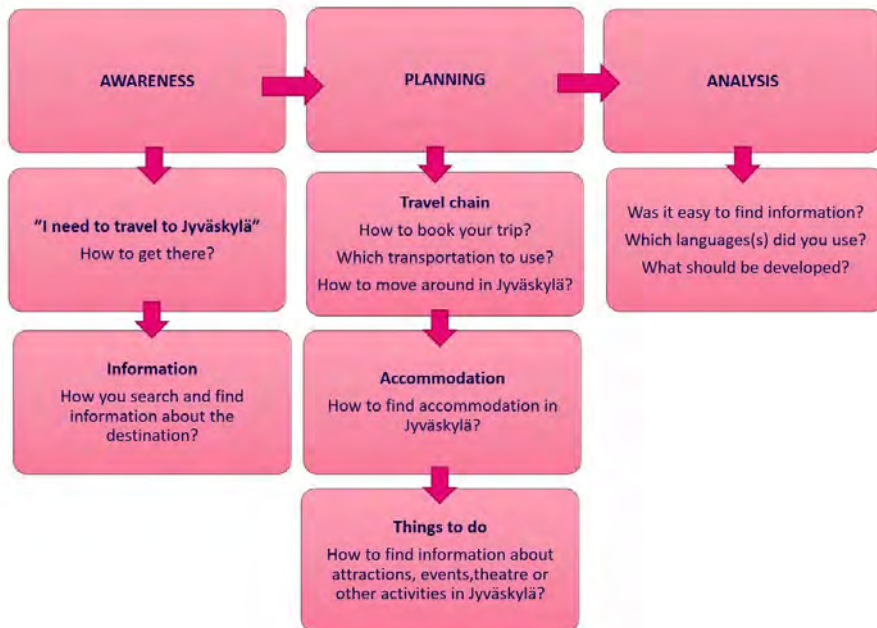 AWARENESS
PLANNING
ANALYSIS
"I need to travel to Jyväskylä"
How to get there?
Information
How you search and find
information about the
destination?
Travel chain
How to book your trip?
Which transportation to use?
How to move around in Jyväskylä?
Accommodation
How to find accommodation in
Jyväskylä?
Things to do
How to find information about
attractions, events,theatre or
other activities in Jyväskylä?
Was it easy to find information?
Which languages(s) did you use?
What should be developed?